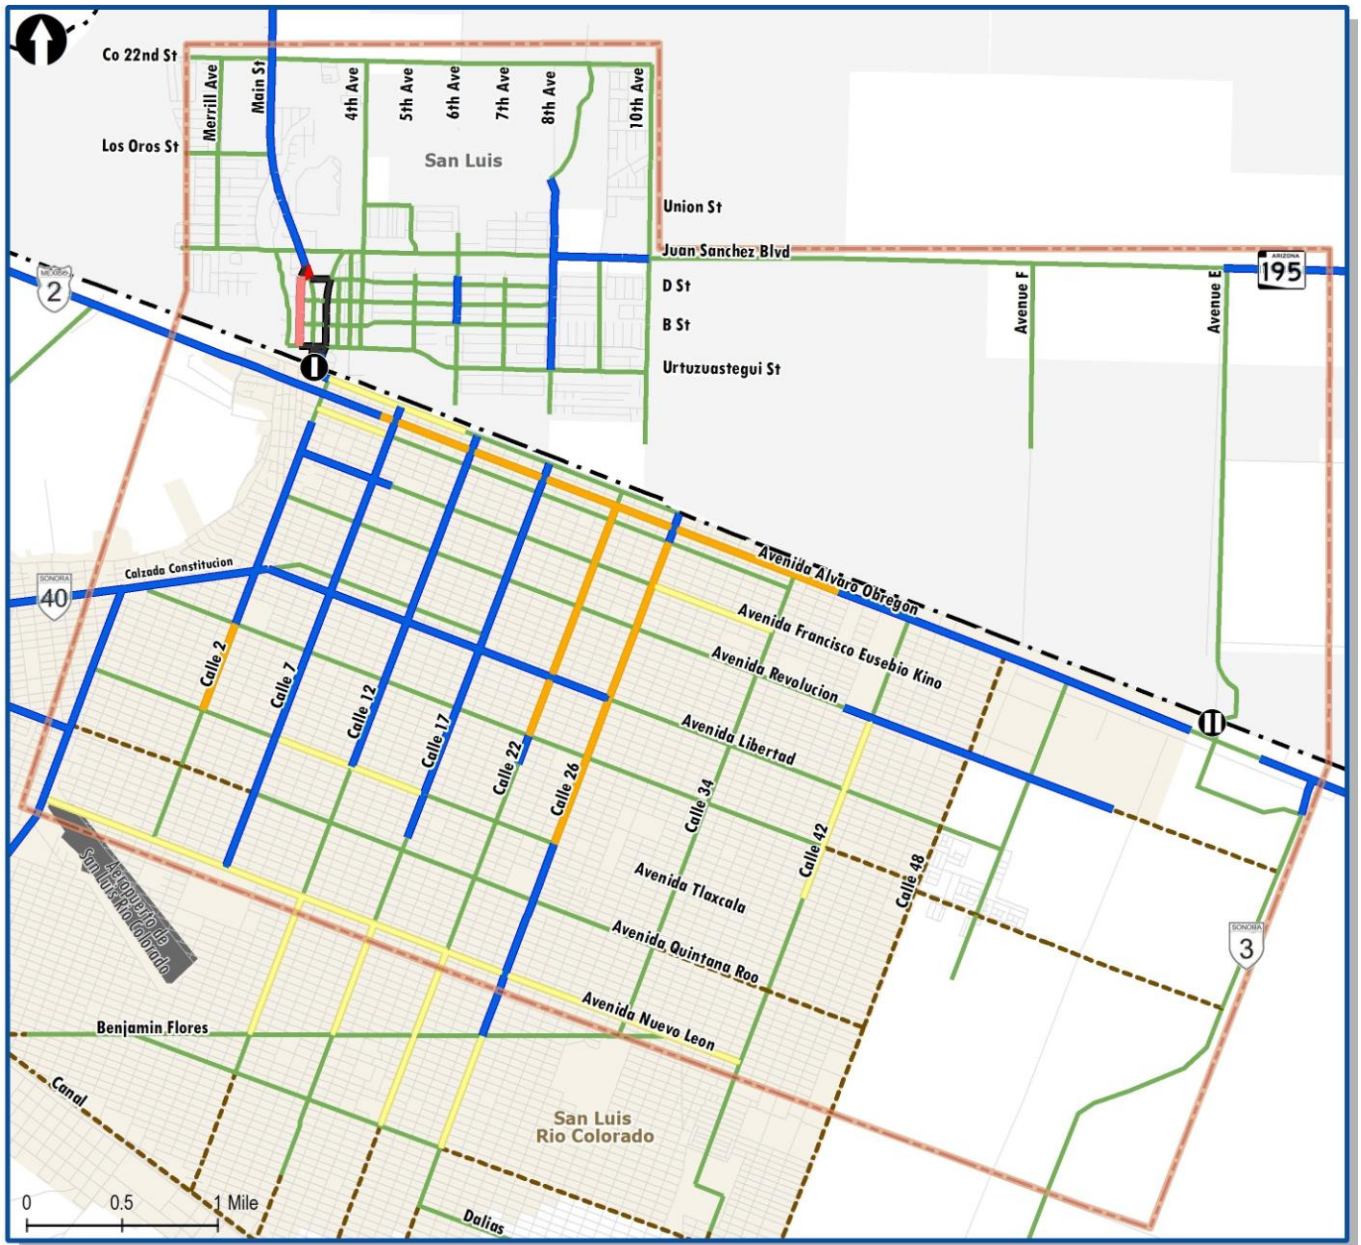 Co 22nd St
Merrill Ave
Main St
4th Ave
5th Ave
6th Ave
7th Ave
8th Ave
10th Ave
Los Oros St
San Luis
Union St
Juan Sanchez Blvd
ARIZONA
195
MEXICO
2
D St
Avenue F
Avenue E
B St
Urtuzuastegui St
I
Calzada Constitucion
SONORA
40
Avenida Alvaro Obregon
Avenida Francisco Eusebio Kino
Avenida Revolucion
Avenida Libertad
II
Calle 2
Calle 7
Calle 12
Calle 17
Calle 22
Calle 26
Calle 34
Calle 42
Calle 48
Avenida Tlaxcala
Avenida Quintana Roo
Avenida Nuevo Leon
Aeropuerto de
San Luis Rio Colorado
SONORA
3
Benjamin Flores
Canal
San Luis
Rio Colorado
Dalias
0 0.5 1 Mile